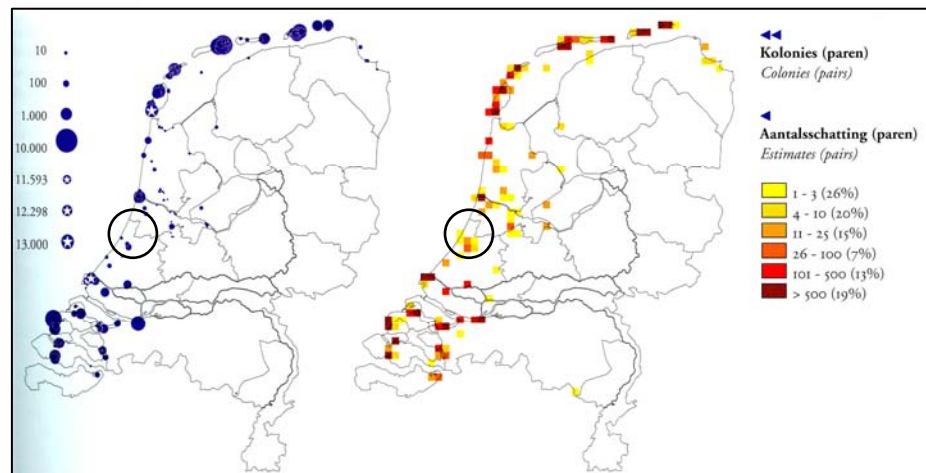 10
100
1.000
10.000
11.593
12.298
13.000
◀◀
Kolonies (paren)
Colonies (pairs)
◀
Aantalsschatting (paren)
Estimates (pairs)
1 - 3 (26%)
4 - 10 (20%)
11 - 25 (15%)
26 - 100 (7%)
101 - 500 (13%)
> 500 (19%)